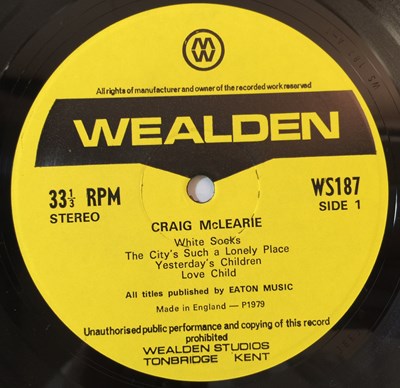 All rights of manufacturer and owner of the recorded work reserved
WEALDEN
33⅓ RPM
STEREO
WS187
SIDE 1
CRAIG McLEARIE
White Socks
The City's Such a Lonely Place
Yesterday's Children
Love Child
All titles published by EATON MUSIC
Made in England — P1979
Unauthorised public performance and copying of this record
prohibited
WEALDEN STUDIOS
TONBRIDGE KENT